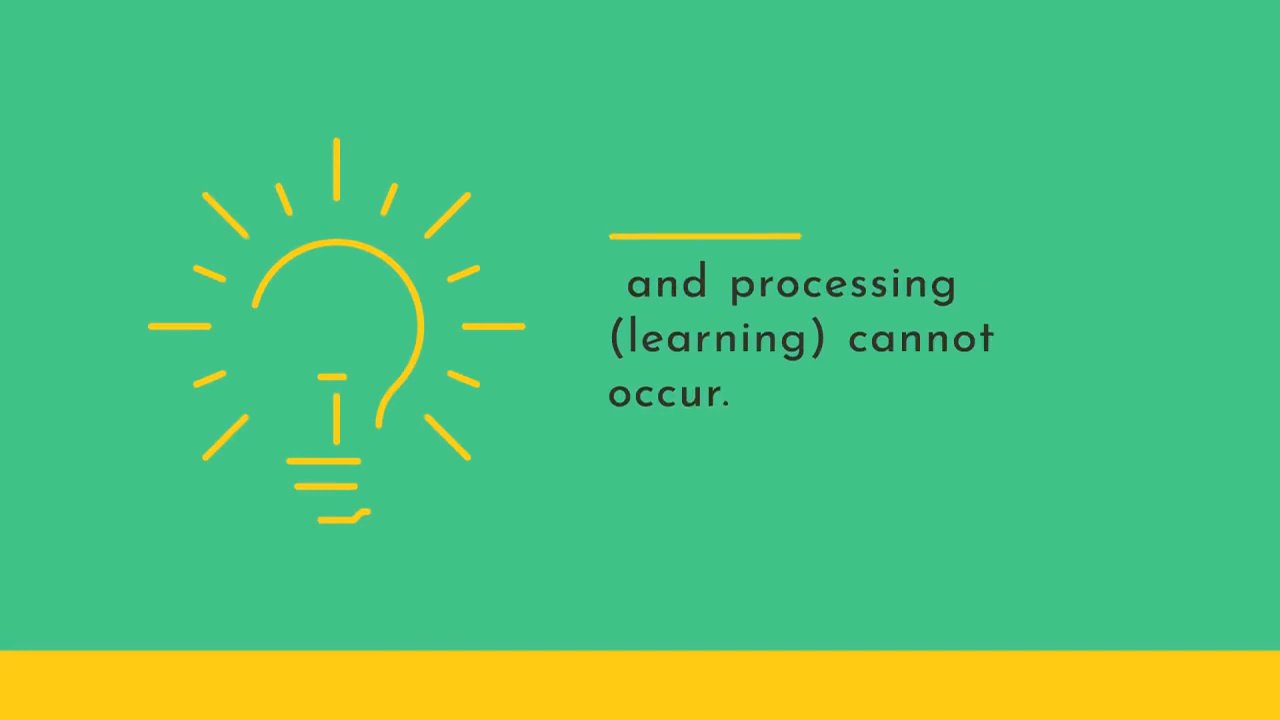 and processing
(learning) cannot
occur.